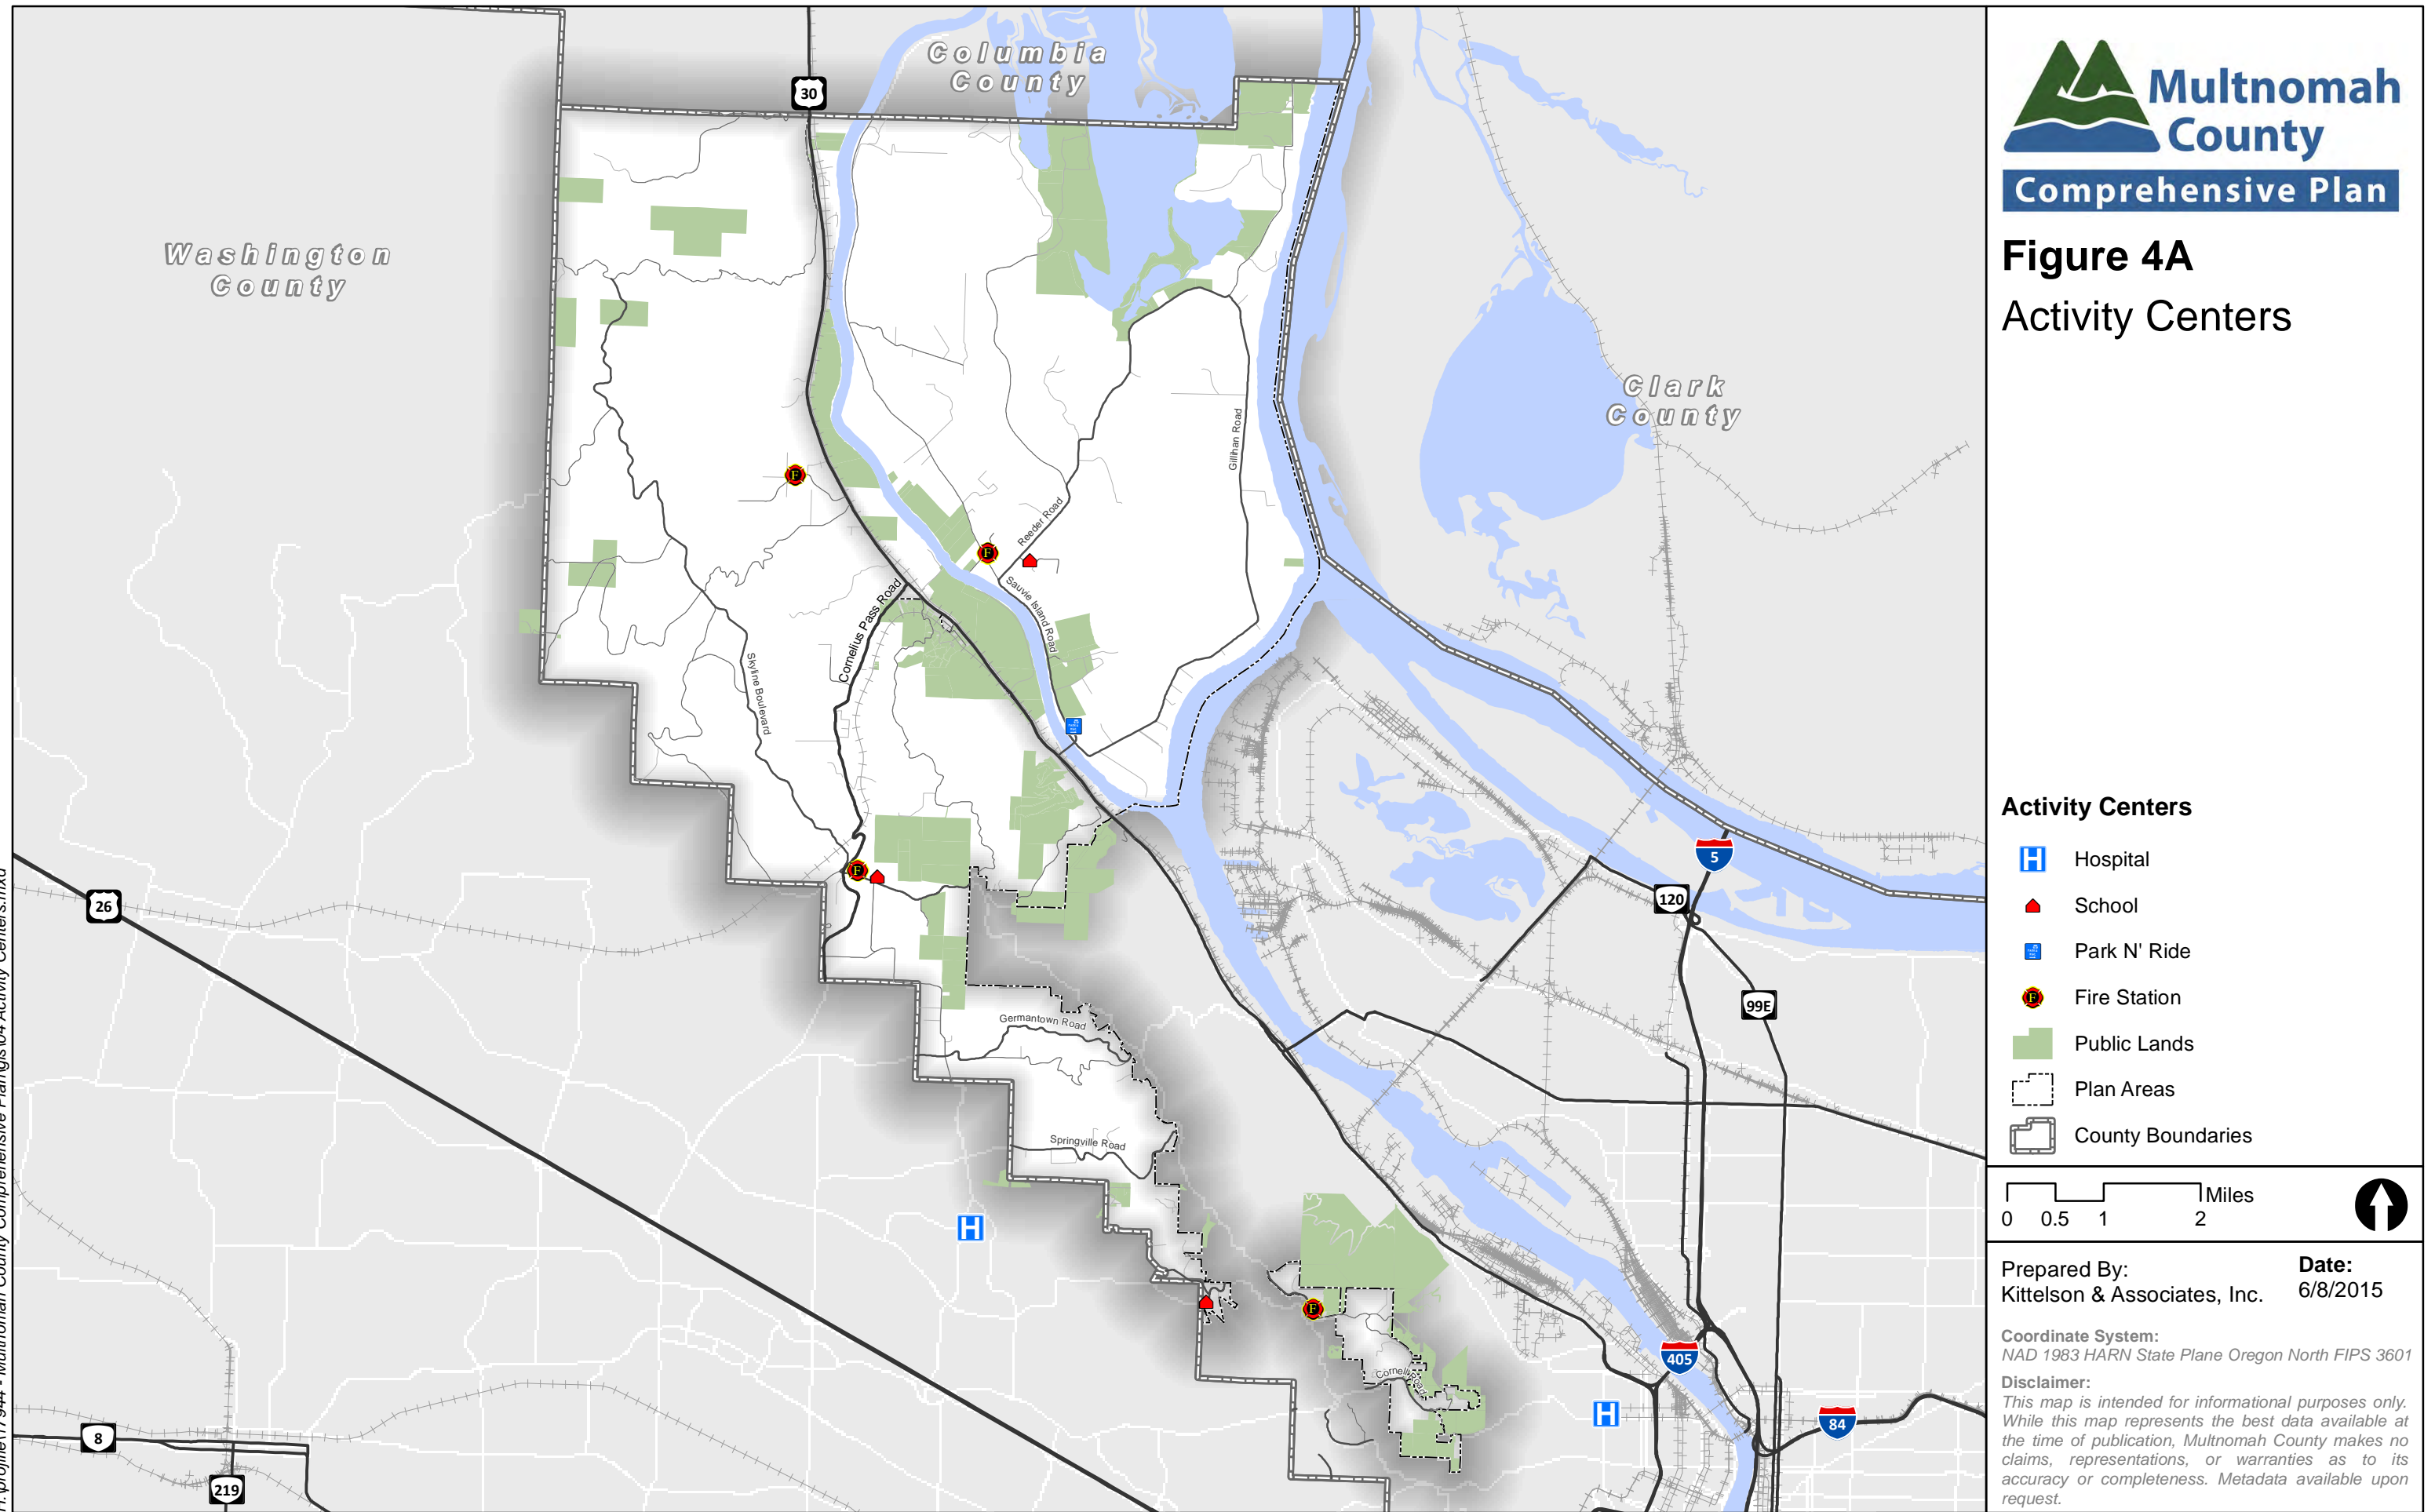 Columbia
County
30
Washington
County
Clark
County
Gillihan Road
Reeder Road
Sauvie Island Road
Cornelius Pass Road
Skyline Boulevard
F
F
F
F
26
5
120
99E
Germantown Road
Springville Road
H
H
Cornell Road
405
84
8
219
Multnomah
County
Comprehensive Plan
Figure 4A
Activity Centers
Activity Centers
H Hospital
School
Park N' Ride
F Fire Station
Public Lands
Plan Areas
County Boundaries
Miles
0 0.5 1 2
Prepared By:
Kittelson & Associates, Inc.
Date:
6/8/2015
Coordinate System:
NAD 1983 HARN State Plane Oregon North FIPS 3601
Disclaimer:
This map is intended for informational purposes only.
While this map represents the best data available at
the time of publication, Multnomah County makes no
claims, representations, or warranties as to its
accuracy or completeness. Metadata available upon
request.